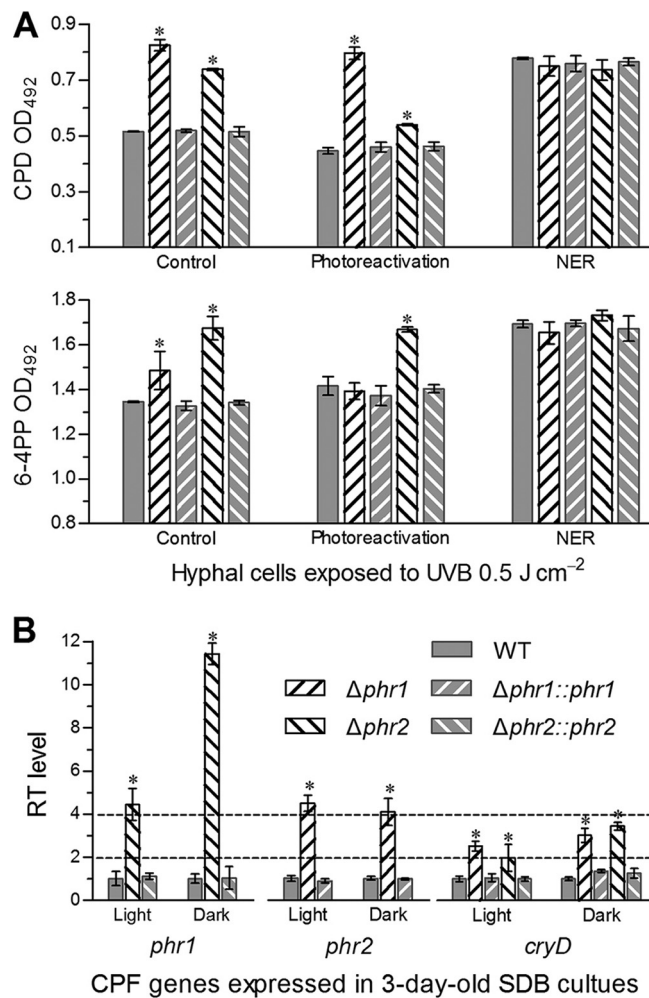 A
CPD OD492
0.9
0.7
0.5
0.3
0.1
Control Photoreactivation NER
6-4PP OD492
1.8
1.6
1.4
1.2
1.0
0.8
* * * *
* * *
Control Photoreactivation NER
Hyphal cells exposed to UVB 0.5 J cm−2
B
RT level
12
10
8
6
4
2
0
WT
Δphr1 Δphr1::phr1
Δphr2 Δphr2::phr2
* * * * * * * *
Light Dark Light Dark Light Dark
phr1 phr2 cryD
CPF genes expressed in 3-day-old SDB cultues